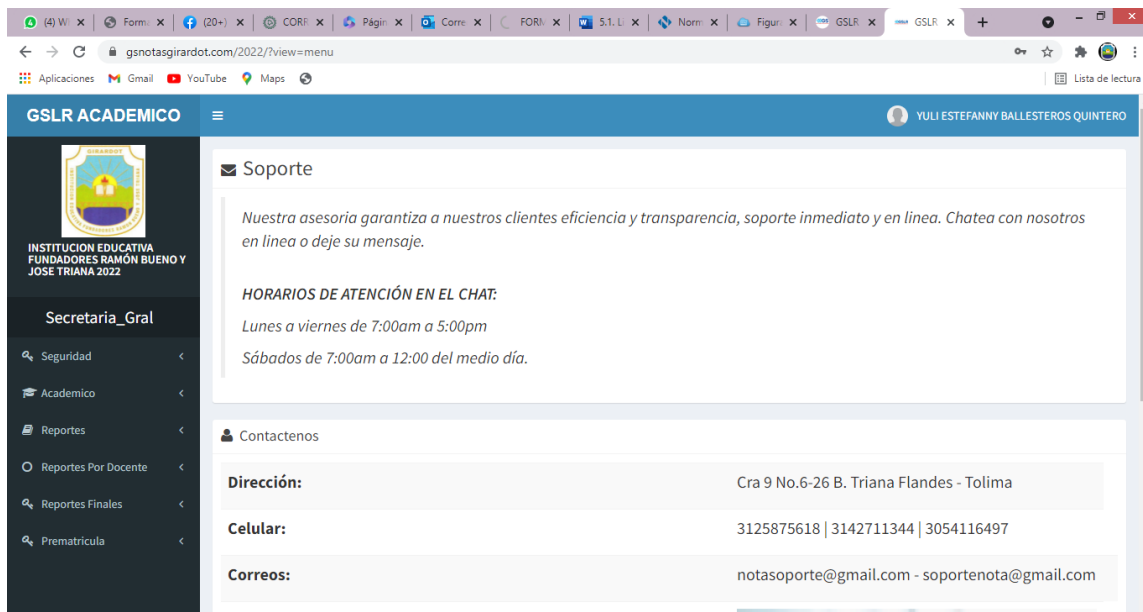 (4) W
Form
(20+)
CORR
Págin
Corre
FORM
5.1. Li
Norm
Figur
GSLR
GSLR
gsnotasgirardot.com/2022/?view=menu
Aplicaciones Gmail YouTube Maps
Lista de lectura
GSLR ACADEMICO
YULI ESTEFANNY BALLESTEROS QUINTERO
GIRARDOT
INSTITUCION EDUCATIVA
FUNDADORES RAMÓN BUENO Y
JOSE TRIANA 2022
Secretaria_Gral
Seguridad
Academico
Reportes
Reportes Por Docente
Reportes Finales
Prematricula
Soporte
Nuestra asesoria garantiza a nuestros clientes eficiencia y transparencia, soporte inmediato y en linea. Chatea con nosotros
en linea o deje su mensaje.
HORARIOS DE ATENCIÓN EN EL CHAT:
Lunes a viernes de 7:00am a 5:00pm
Sábados de 7:00am a 12:00 del medio día.
Contactenos
Dirección: Cra 9 No.6-26 B. Triana Flandes - Tolima
Celular: 3125875618 | 3142711344 | 3054116497
Correos: notasoporte@gmail.com - soportenota@gmail.com